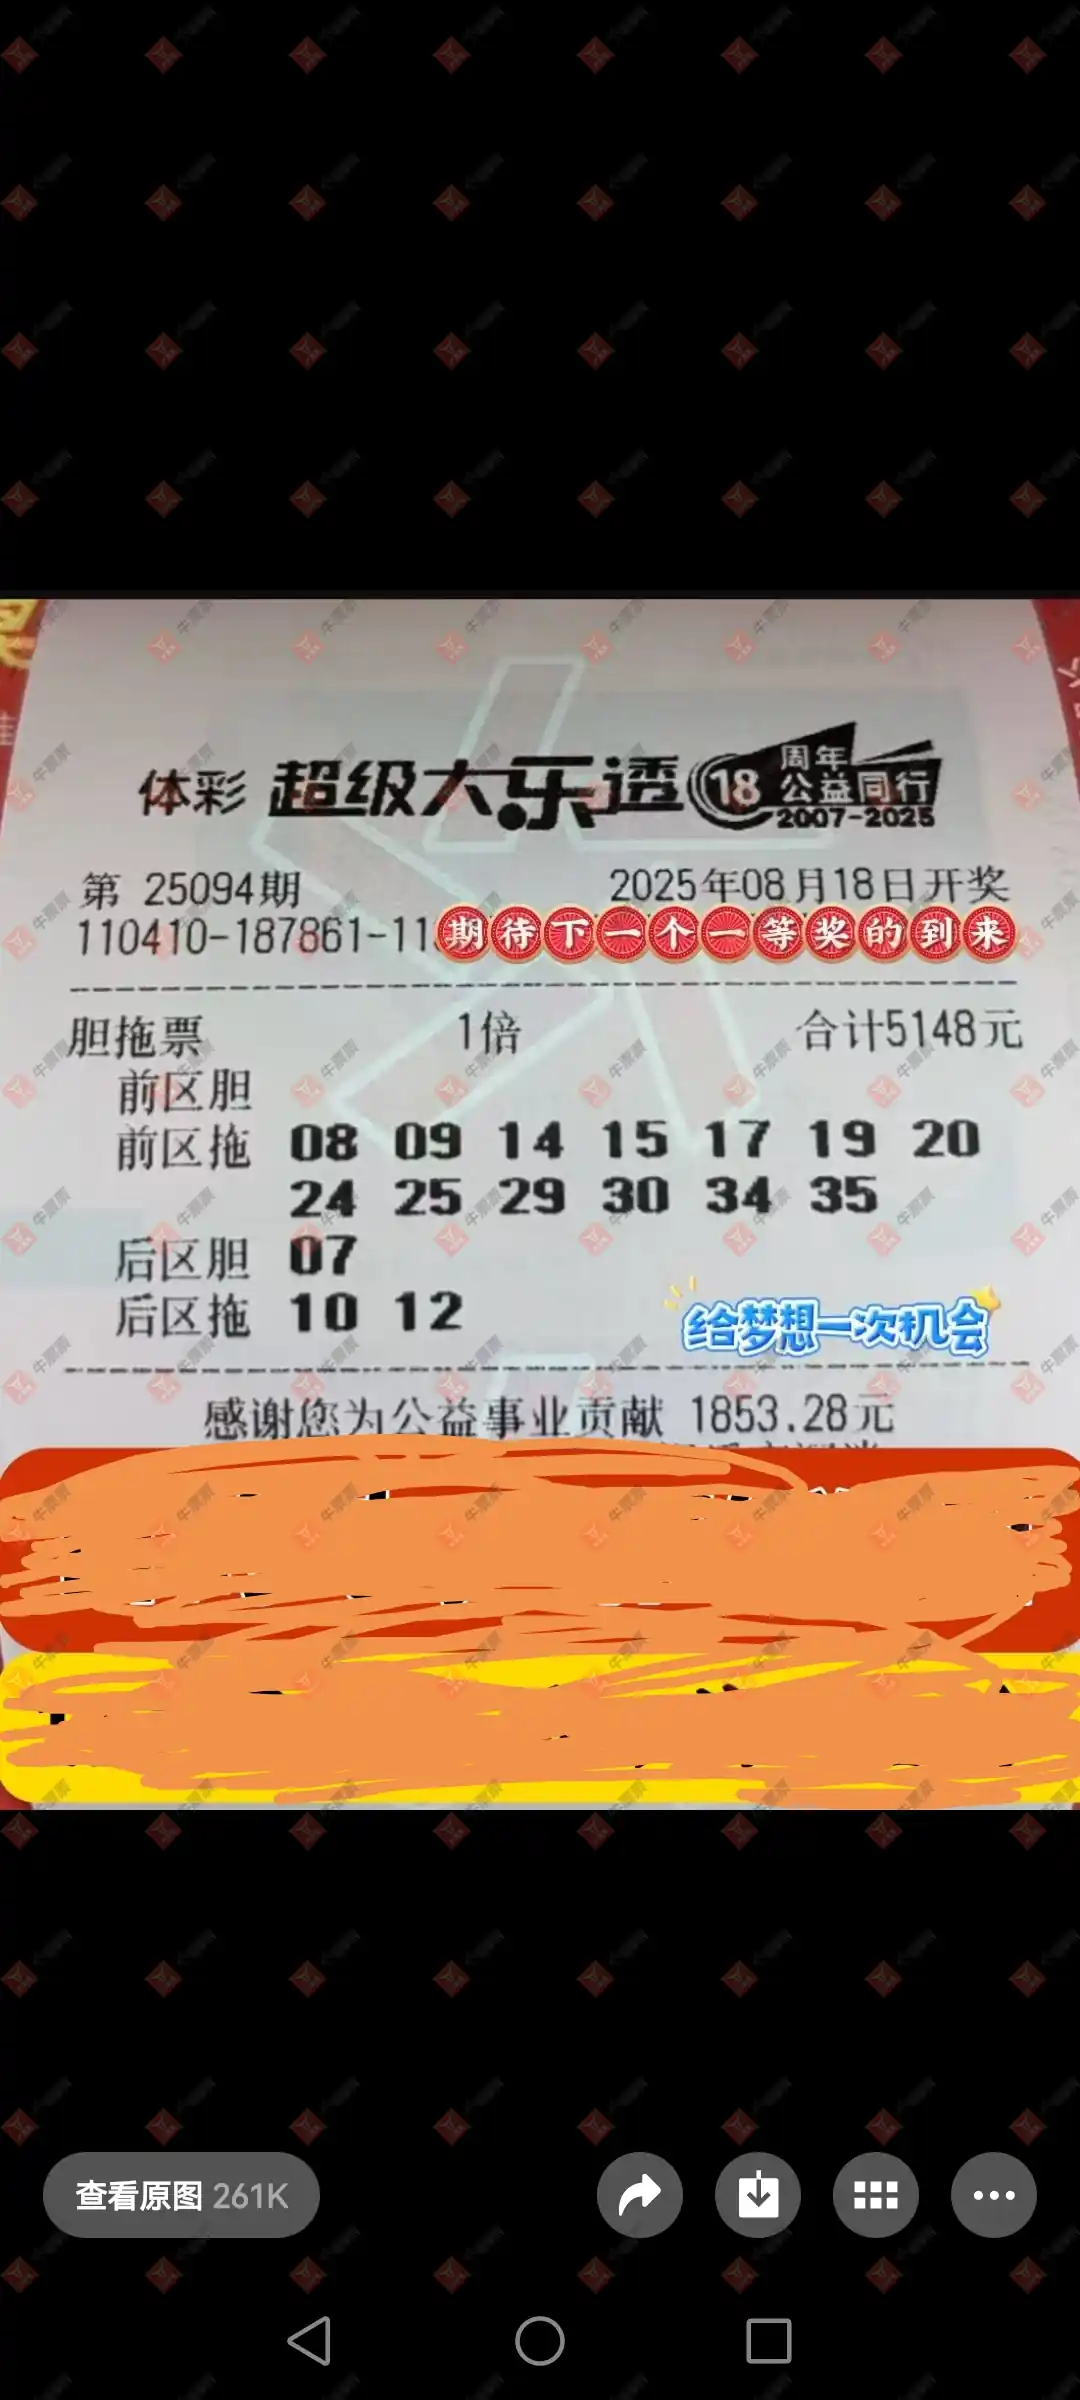 体彩 超级大乐透 18 周年 公益同行 2007-2025
第 25094期 2025年08月18日开奖
110410-187861-11 期待下一个一等奖的到来
胆拖票 1倍 合计5148元
前区胆
前区拖 08 09 14 15 17 19 20
24 25 29 30 34 35
后区胆 07
后区拖 10 12
给梦想一次机会
感谢您为公益事业贡献 1853.28元
查看原图 261K
牛票票